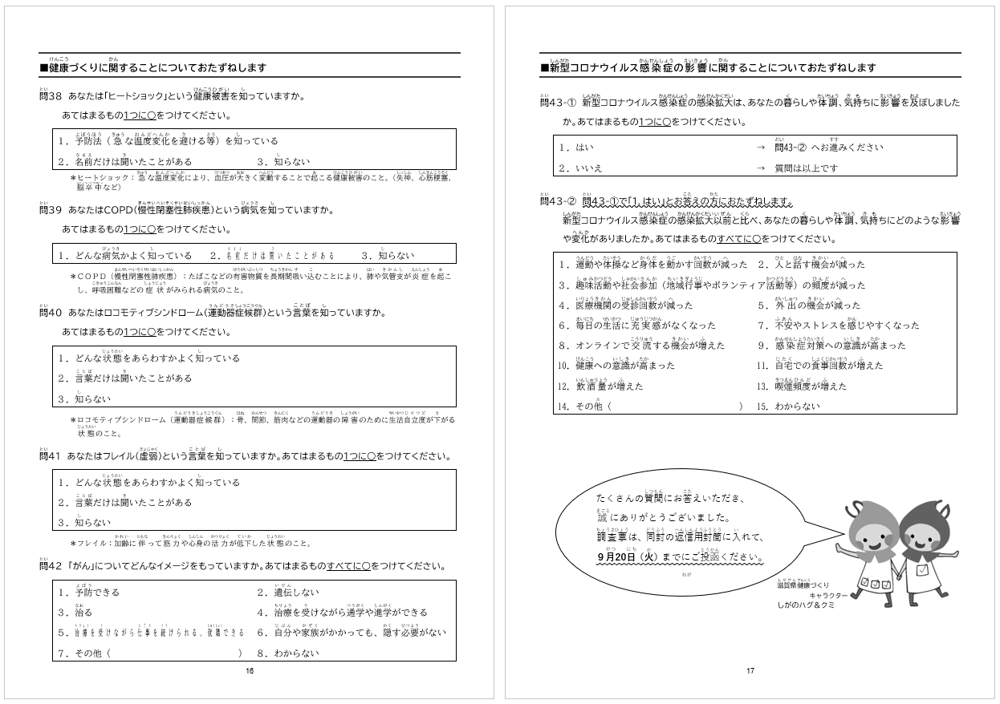 ■健康づくりに関することについておたずねします
問38 あなたは「ヒートショック」という健康被害を知っていますか。
あてはまるもの1つに○をつけてください。
1．予防法（急な温度変化を避ける等）を知っている
2．名前だけは聞いたことがある 3．知らない
＊ヒートショック：急な温度変化により、血圧が大きく変動することで起こる健康被害のこと。（失神、心筋梗塞、
脳卒中など）
問39 あなたはCOPD(慢性閉塞性肺疾患)という病気を知っていますか。
あてはまるもの1つに○をつけてください。
1．どんな病気かよく知っている 2．名前だけは聞いたことがある 3．知らない
＊COPD（慢性閉塞性肺疾患）：たばこなどの有害物質を長期間吸い込むことにより、肺や気管支が炎症を起こ
し、呼吸困難などの症状がみられる病気のこと。
問40 あなたはロコモティブシンドローム(運動器症候群)という言葉を知っていますか。
あてはまるもの1つに○をつけてください。
1．どんな状態をあらわすかよく知っている
2．言葉だけは聞いたことがある
3．知らない
＊ロコモティブシンドローム（運動器症候群）：骨、関節、筋肉などの運動器の障害のために生活自立度が下がる
状態のこと。
問41 あなたはフレイル(虚弱)という言葉を知っていますか。あてはまるもの1つに○をつけてください。
1．どんな状態をあらわすかよく知っている
2．言葉だけは聞いたことがある
3．知らない
＊フレイル：加齢に伴って筋力や心身の活力が低下した状態のこと。
問42 「がん」についてどんなイメージをもっていますか。あてはまるものすべてに○をつけてください。
1．予防できる 2．遺伝しない
3．治る 4．治療を受けながら通学や進学ができる
5．治療を受けながら仕事を続けられる、就職できる 6．自分や家族がかかっても、隠す必要がない
7．その他（ ） 8．わからない
16
■新型コロナウイルス感染症の影響に関することについておたずねします
問43-① 新型コロナウイルス感染症の感染拡大は、あなたの暮らしや体調、気持ちに影響を及ぼしました
か。あてはまるもの1つに○をつけてください。
1．はい → 問43-② へお進みください
2．いいえ → 質問は以上です
問43-② 問43-①で「1．はい」とお答えの方におたずねします。
新型コロナウイルス感染症の感染拡大以前と比べ、あなたの暮らしや体調、気持ちにどのような影響
や変化がありましたか。あてはまるものすべてに○をつけてください。
1．運動や体操など身体を動かす回数が減った 2．人と話す機会が減った
3．趣味活動や社会参加（地域行事やボランティア活動等）の頻度が減った
4．医療機関の受診回数が減った 5．外出の機会が減った
6．毎日の生活に充実感がなくなった 7．不安やストレスを感じやすくなった
8．オンラインで交流する機会が増えた 9．感染症対策への意識が高まった
10．健康への意識が高まった 11．自宅での食事回数が増えた
12．飲酒量が増えた 13．喫煙頻度が増えた
14．その他（ ） 15．わからない
たくさんの質問にお答えいただき、
誠にありがとうございました。
調査票は、同封の返信用封筒に入れて、
9月20日（火）までにご投函ください。
ねが
滋賀県健康づくり
キャラクター
しがのハグ＆クミ
17